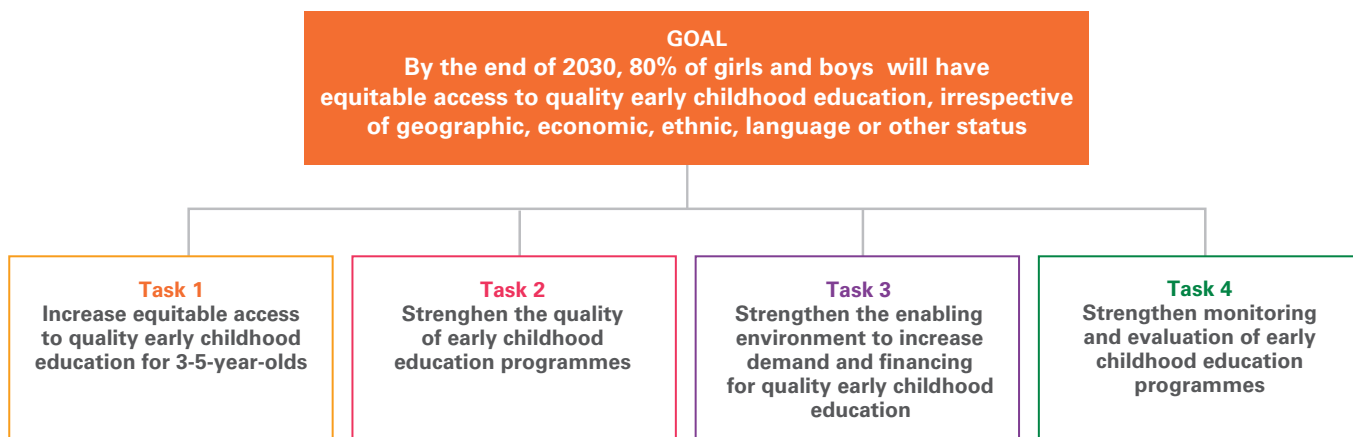 GOAL
By the end of 2030, 80% of girls and boys will have
equitable access to quality early childhood education, irrespective
of geographic, economic, ethnic, language or other status
Task 1
Increase equitable access
to quality early childhood
education for 3-5-year-olds
Task 2
Strenghen the quality
of early childhood
education programmes
Task 3
Strengthen the enabling
environment to increase
demand and financing
for quality early childhood
education
Task 4
Strengthen monitoring
and evaluation of early
childhood education
programmes